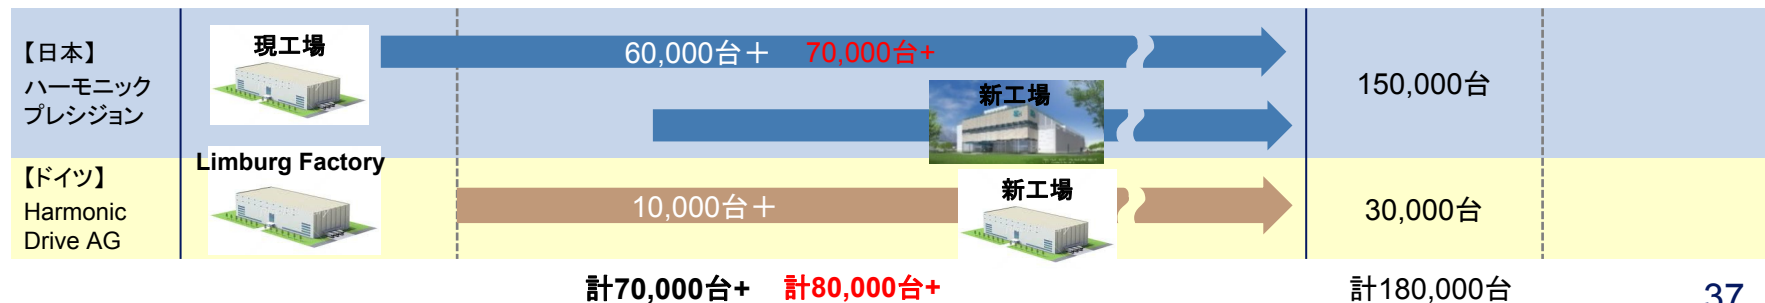 【日本】
ハーモニック
プレシジョン
現工場
60,000台＋ 70,000台+
新工場
150,000台
【ドイツ】
Harmonic
Drive AG
Limburg Factory
10,000台＋
新工場
30,000台
計70,000台+ 計80,000台+
計180,000台
37